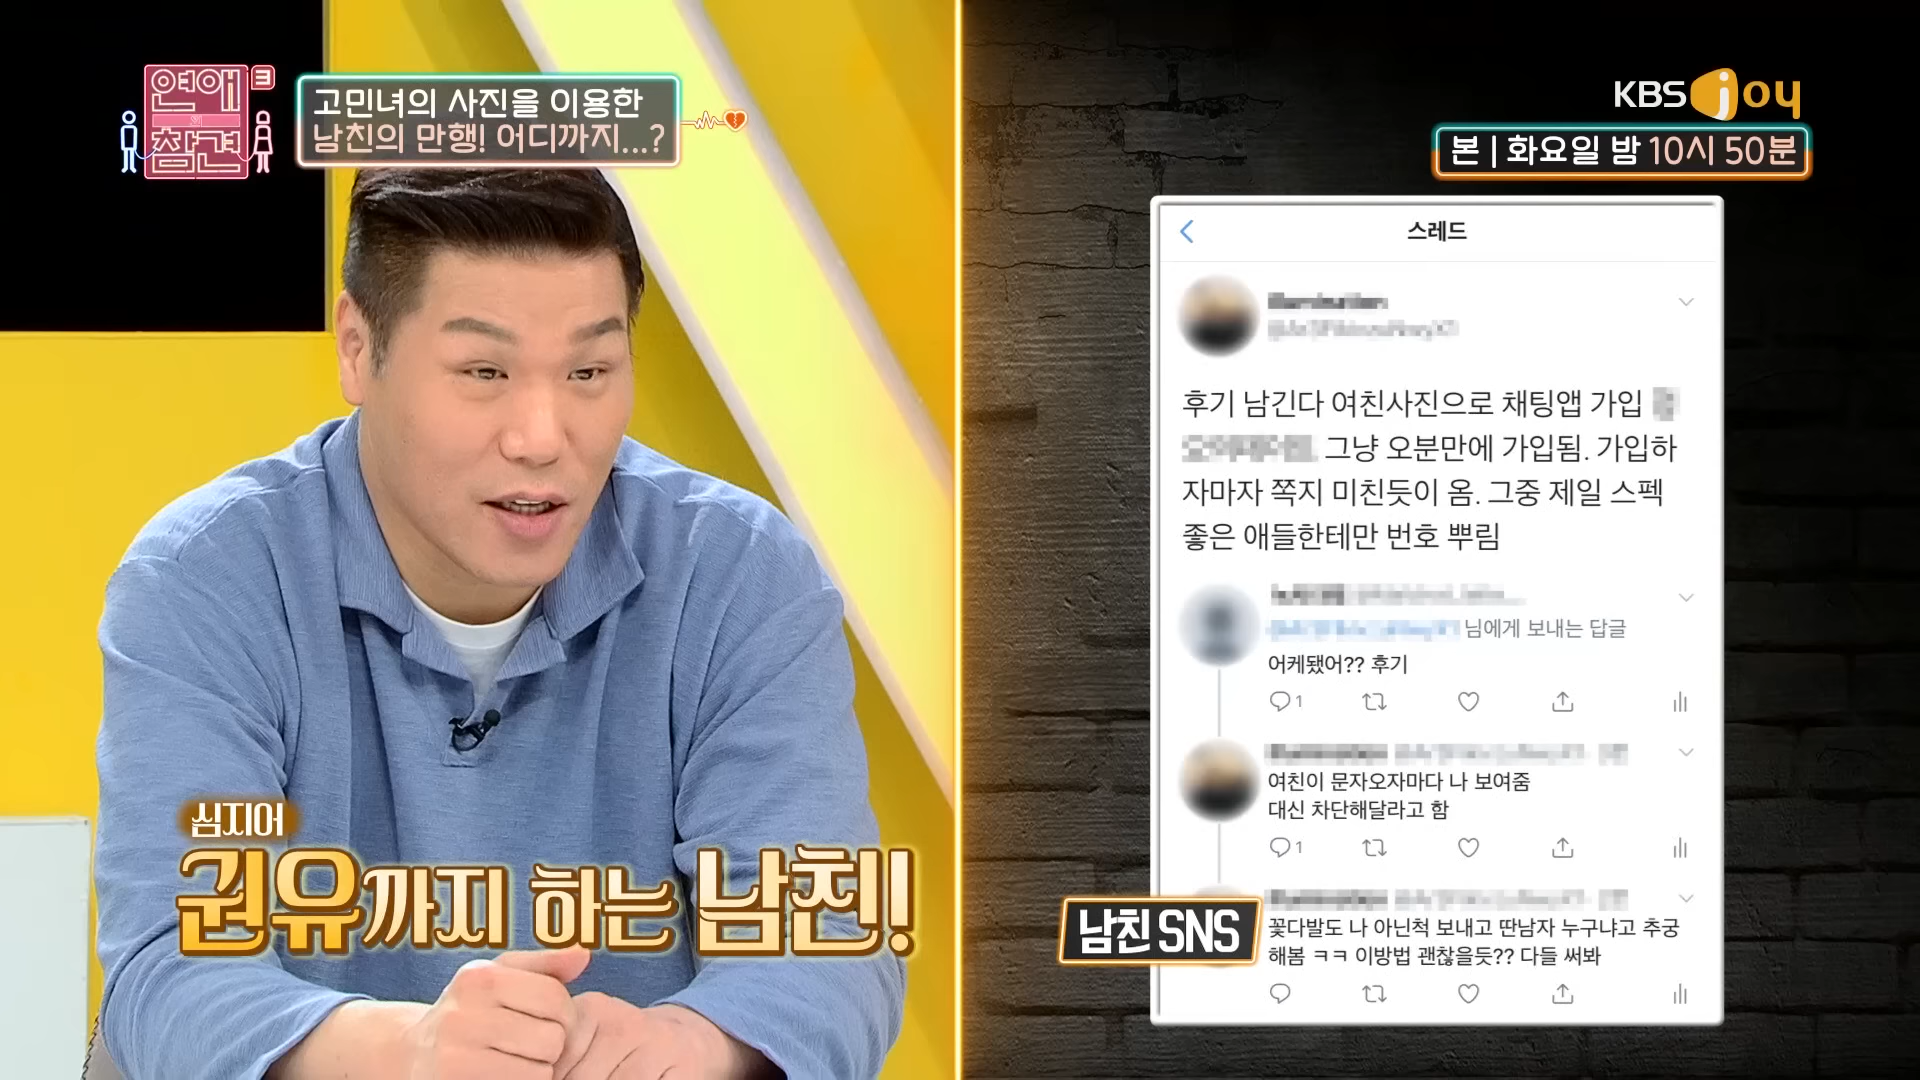 연애의
참견 3
고민녀의 사진을 이용한
남친의 만행! 어디까지...?
KBS joy
본 | 화요일 밤 10시 50분
스레드
후기 남긴다 여친사진으로 채팅앱 가입
그냥 오분만에 가입됨. 가입하
자마자 쪽지 미친듯이 옴. 그중 제일 스펙
좋은 애들한테만 번호 뿌림
님에게 보내는 답글
어케됐어?? 후기
1
여친이 문자오자마다 나 보여줌
대신 차단해달라고 함
1
꽃다발도 나 아닌척 보내고 딴남자 누구냐고 추궁
해봄 ㅋㅋ 이방법 괜찮을듯?? 다들 써봐
남친 SNS
심지어
권유까지 하는 남친!